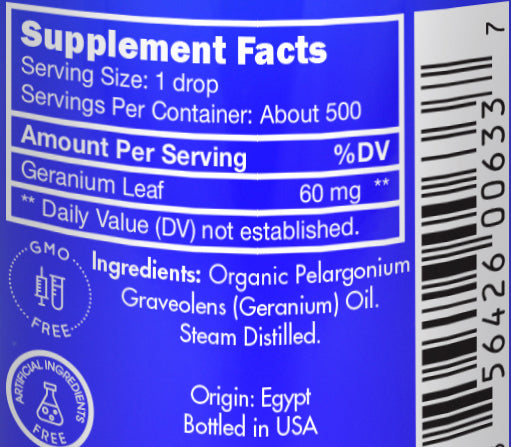 Supplement Facts
Serving Size: 1 drop
Servings Per Container: About 500
Amount Per Serving %DV
Geranium Leaf 60 mg **
** Daily Value (DV) not established.
GMO
FREE
Ingredients: Organic Pelargonium
Graveolens (Geranium) Oil.
Steam Distilled.
ARTIFICIAL INGREDIENTS
FREE
Origin: Egypt
Bottled in USA
56426 00633 7